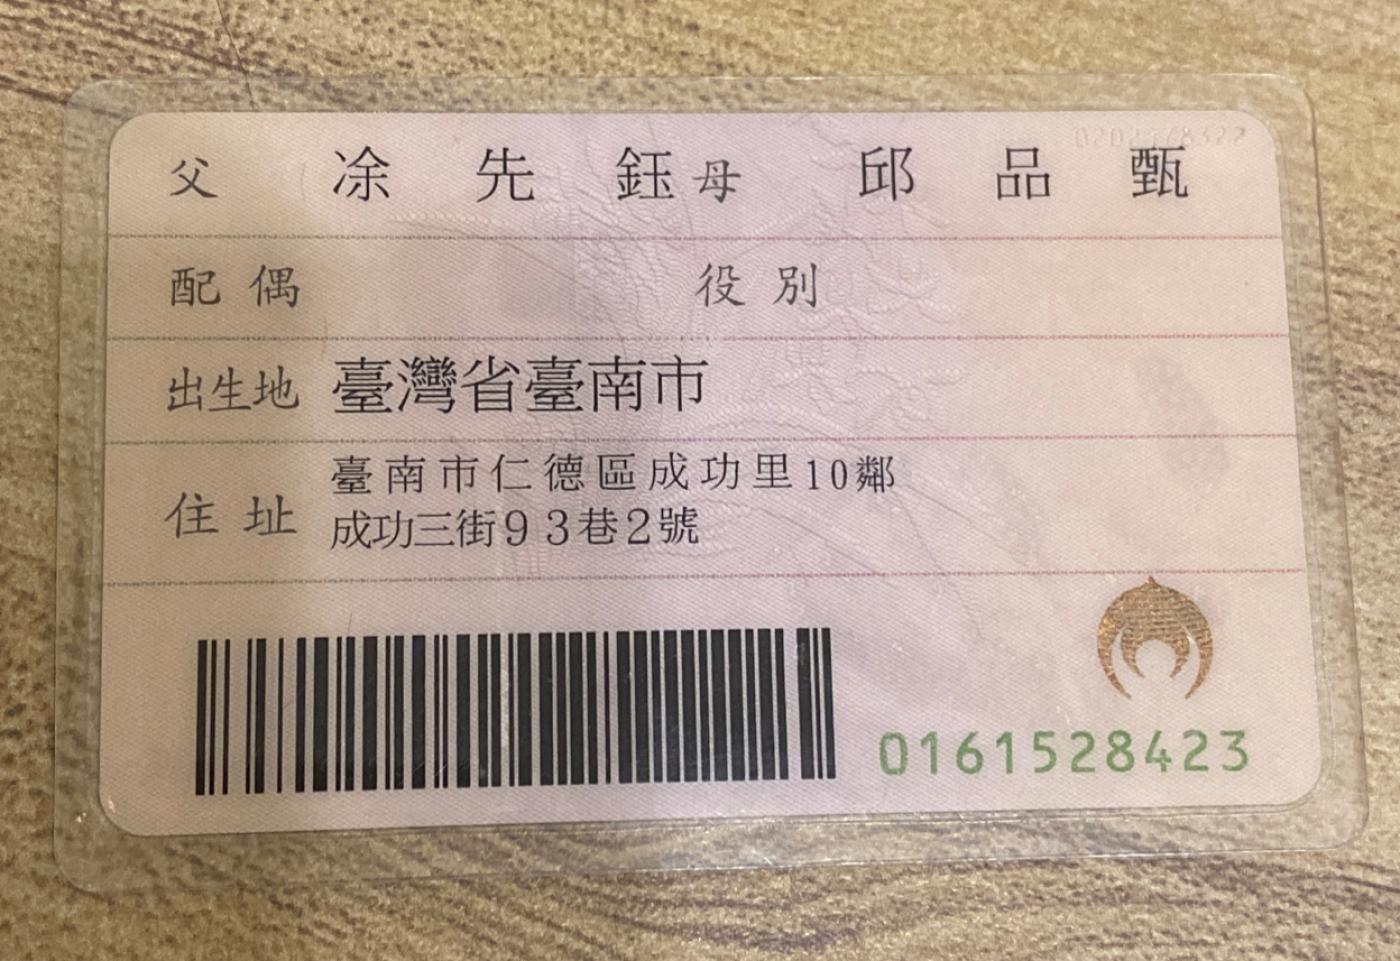 父 凃先鈺 母 邱品甄
配偶 役別
出生地 臺灣省臺南市
住址 臺南市仁德區成功里10鄰
成功三街93巷2號
0161528423